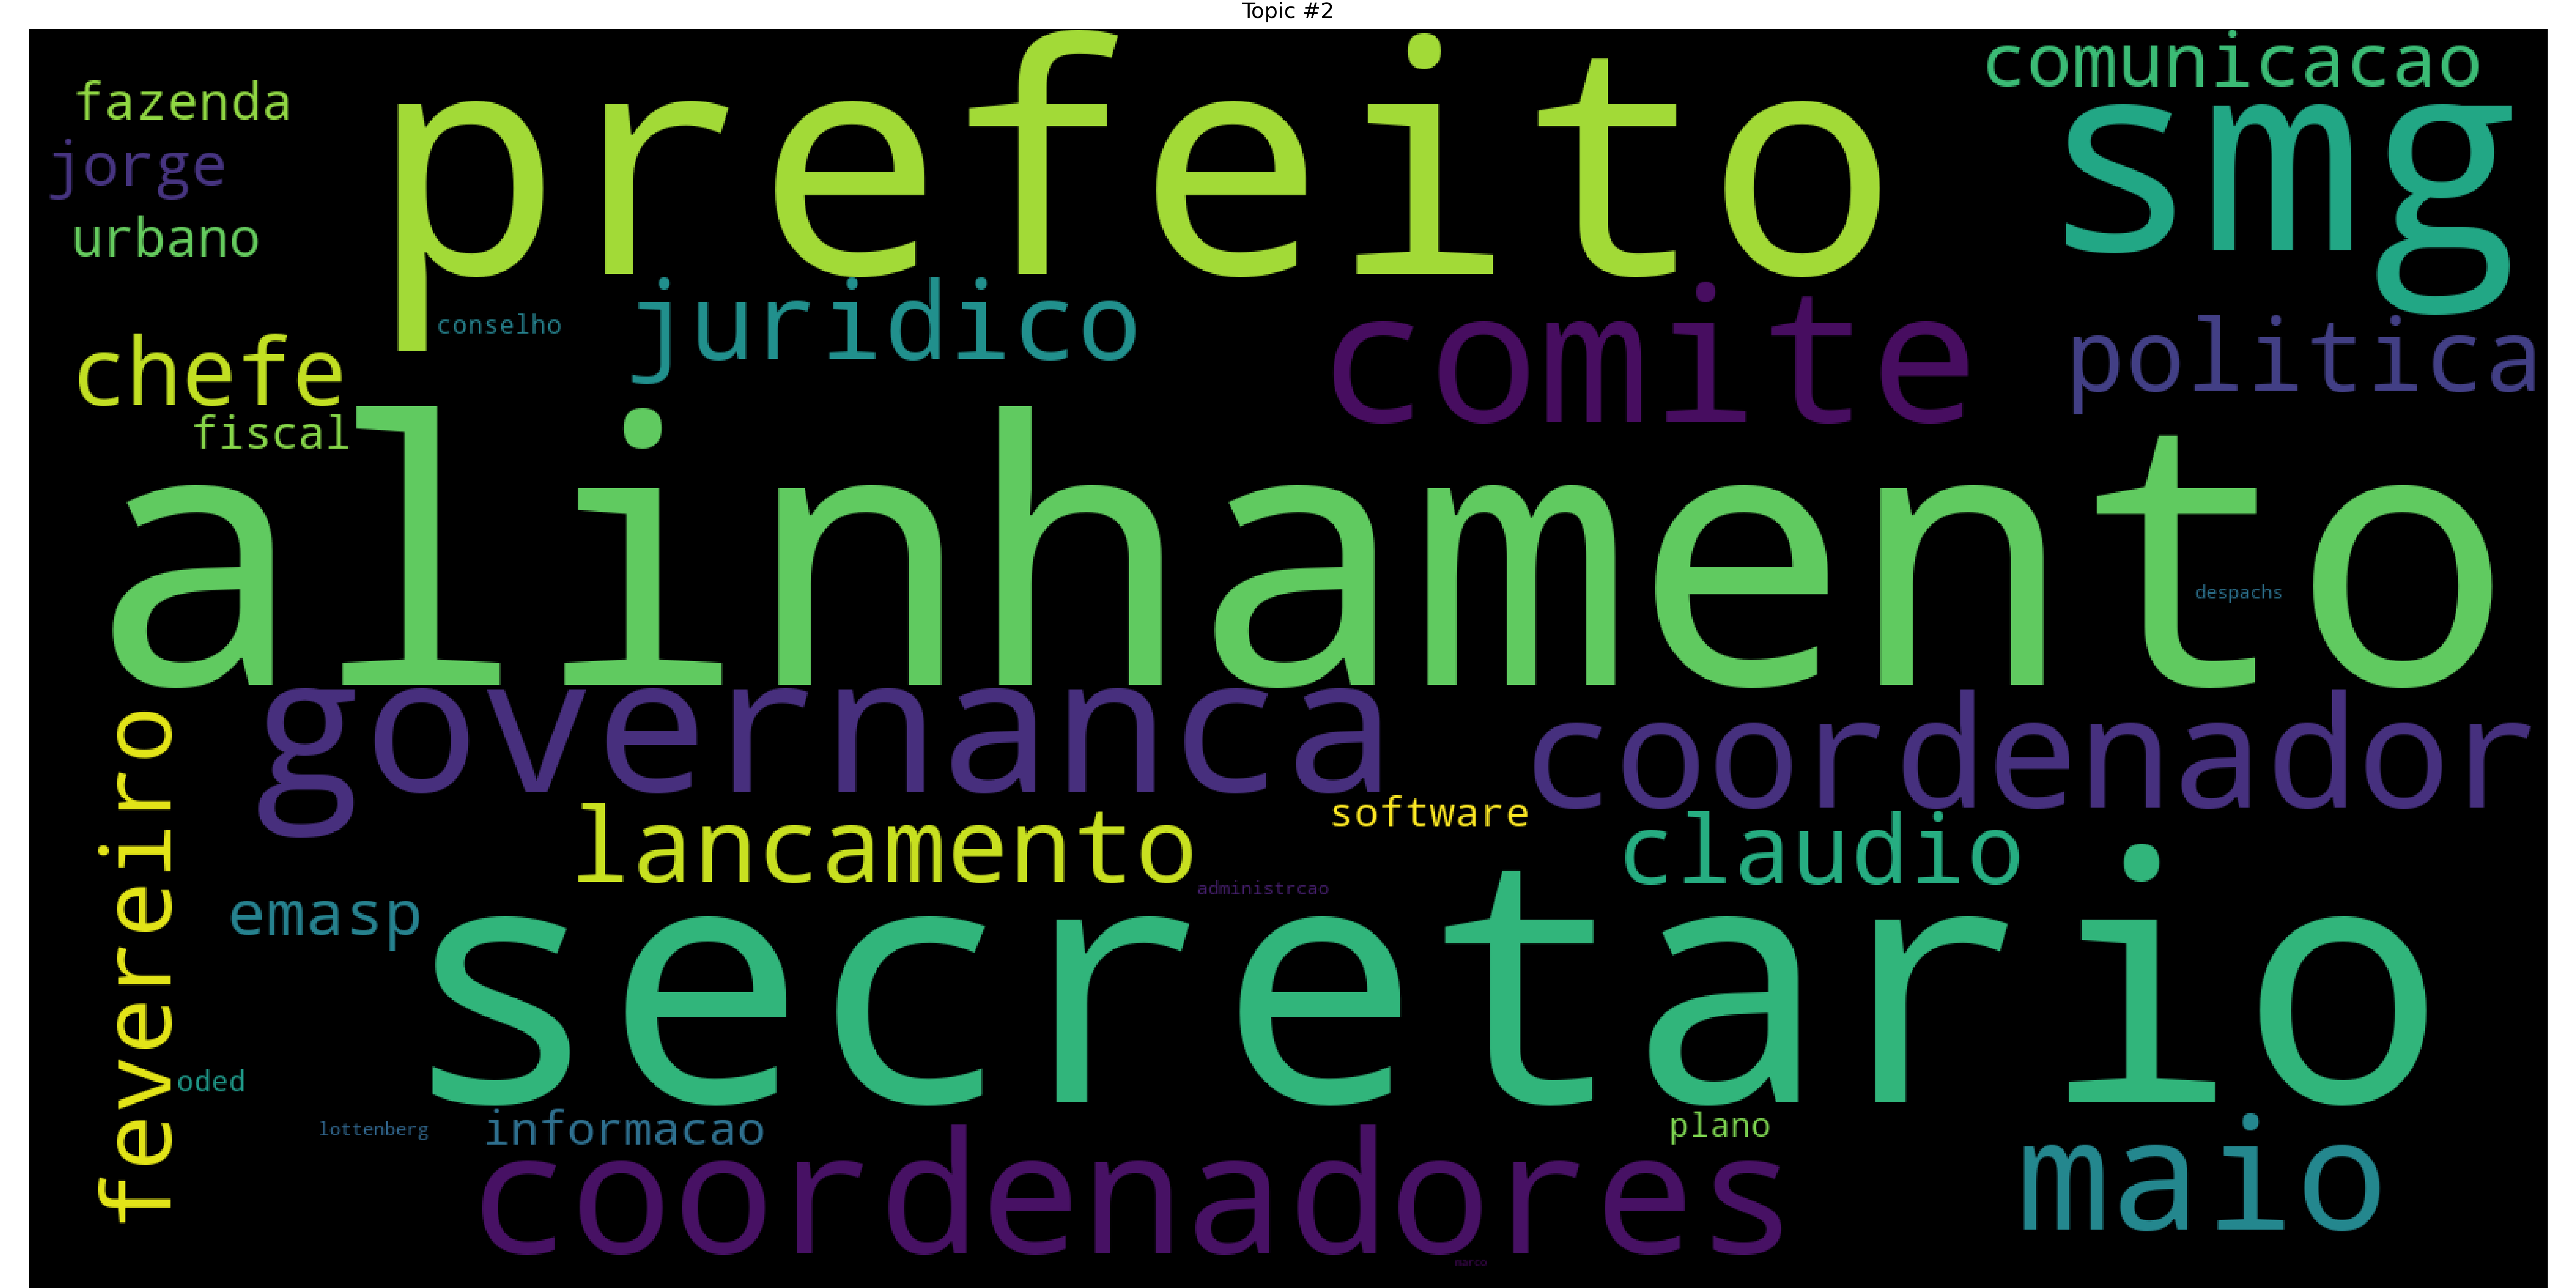 Topic #2
comunicacao
prefeito
smg
fazenda
jorge
urbano
conselho
juridico
comite
politica
chefe
fiscal
alinhamento
despachs
governanca
coordenador
fevereiro
lancamento
software
claudio
administrcao
emasp
secretario
oded
lottenberg
informacao
plano
coordenadores
maio
marco